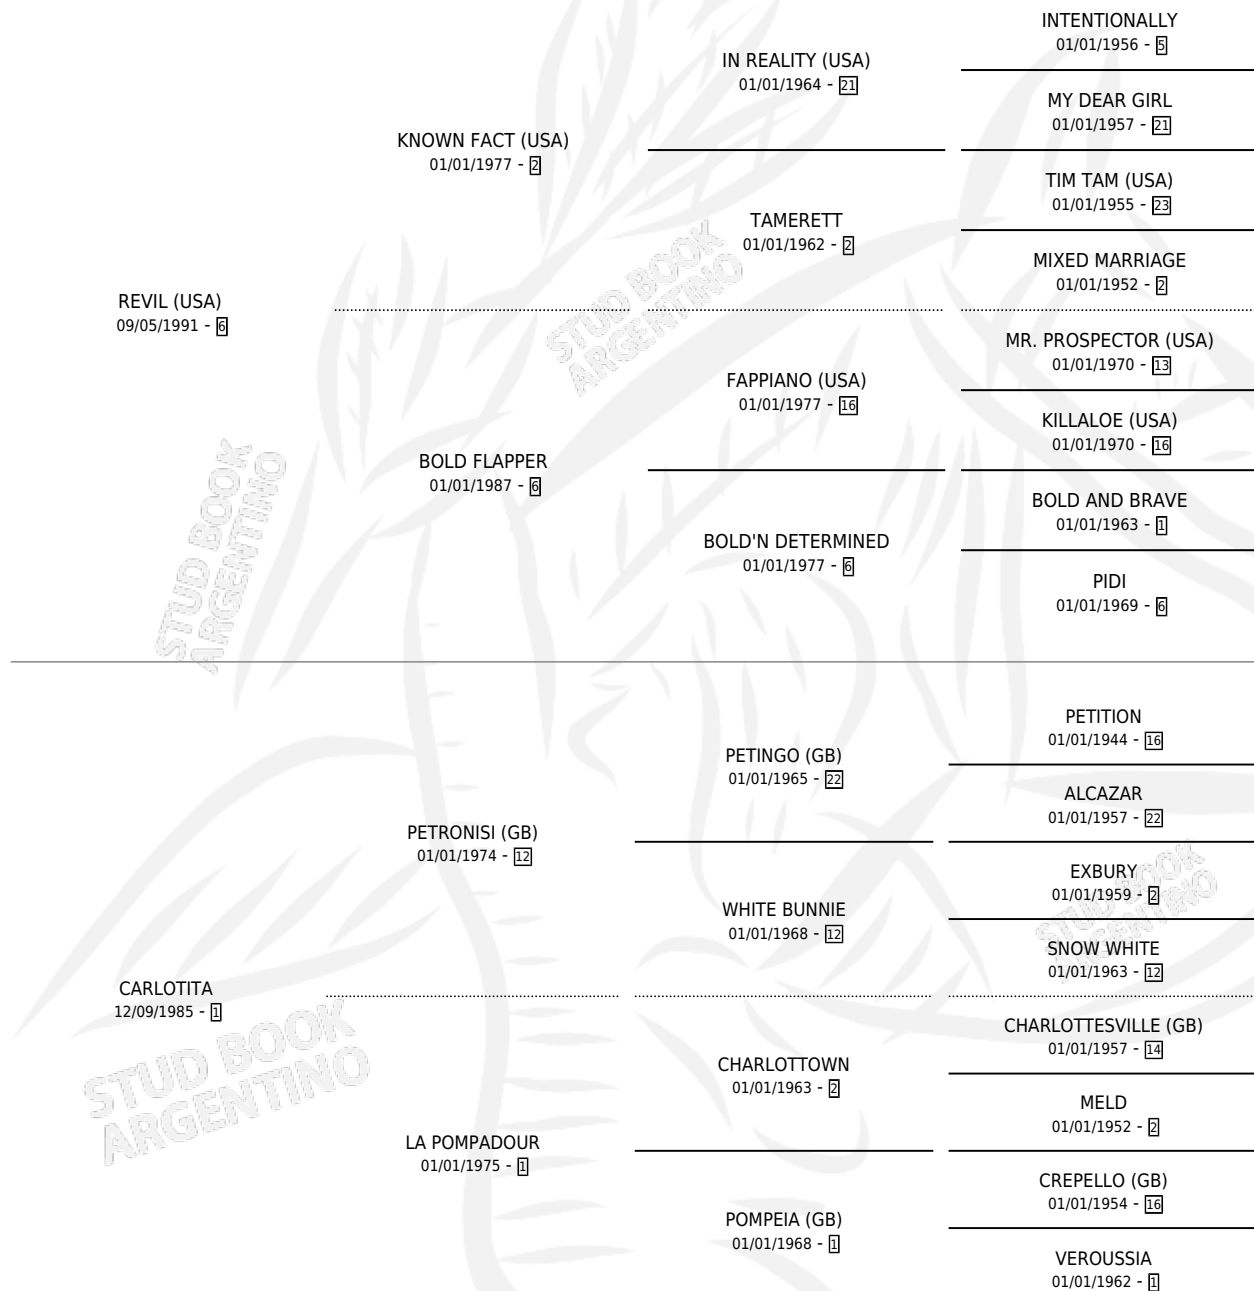 INTENTIONALLY
01/01/1956 - 5
IN REALITY (USA)
01/01/1964 - 21
MY DEAR GIRL
01/01/1957 - 21
KNOWN FACT (USA)
01/01/1977 - 2
TIM TAM (USA)
01/01/1955 - 23
TAMERETT
01/01/1962 - 2
MIXED MARRIAGE
01/01/1952 - 2
REVIL (USA)
09/05/1991 - 6
MR. PROSPECTOR (USA)
01/01/1970 - 13
FAPPIANO (USA)
01/01/1977 - 16
KILLALOE (USA)
01/01/1970 - 16
BOLD FLAPPER
01/01/1987 - 6
BOLD AND BRAVE
01/01/1963 - 1
BOLD'N DETERMINED
01/01/1977 - 6
PIDI
01/01/1969 - 6
PETITION
01/01/1944 - 16
PETINGO (GB)
01/01/1965 - 22
ALCAZAR
01/01/1957 - 22
PETRONISI (GB)
01/01/1974 - 12
EXBURY
01/01/1959 - 2
WHITE BUNNIE
01/01/1968 - 12
SNOW WHITE
01/01/1963 - 12
CARLOTITA
12/09/1985 - 1
CHARLOTTESVILLE (GB)
01/01/1957 - 14
CHARLOTTOWN
01/01/1963 - 2
MELD
01/01/1952 - 2
LA POMPADOUR
01/01/1975 - 1
CREPELLO (GB)
01/01/1954 - 16
POMPEIA (GB)
01/01/1968 - 1
VEROUSSIA
01/01/1962 - 1
STUD BOOK
ARGENTINO
STUD BOOK
ARGENTINO
STUD BOOK
ARGENTINO
STUD BOOK
ARGENTINO